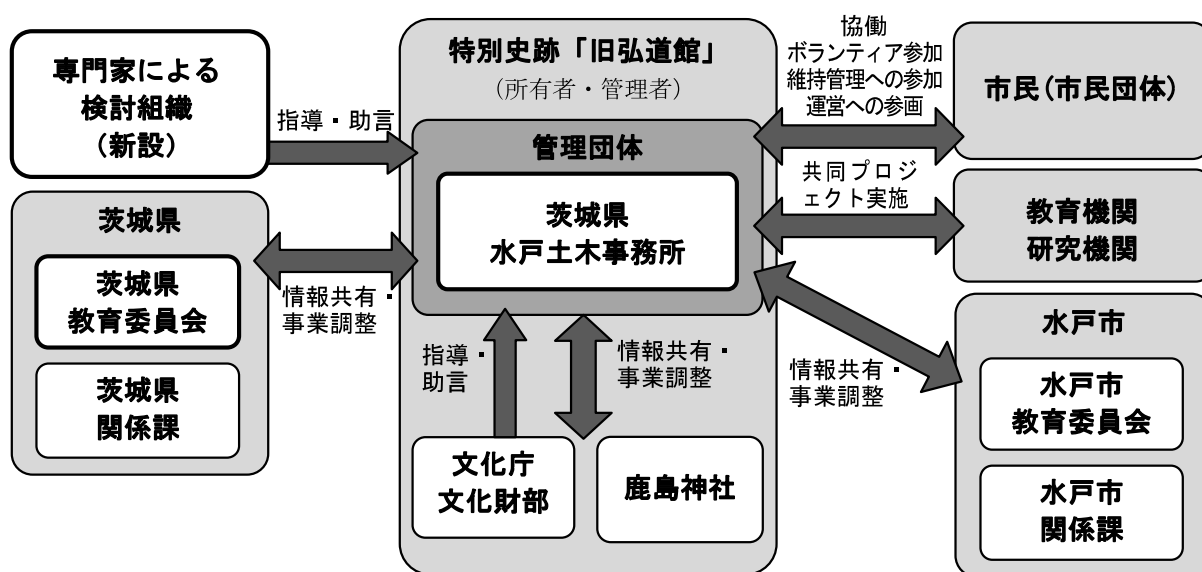 専門家による
検討組織
（新設）
指導・助言
茨城県
茨城県
教育委員会
茨城県
関係課
情報共有・
事業調整
特別史跡「旧弘道館」
（所有者・管理者）
管理団体
茨城県
水戸土木事務所
指導・
助言
情報共有・
事業調整
文化庁
文化財部
鹿島神社
協働
ボランティア参加
維持管理への参加
運営への参画
共同プロジ
ェクト実施
情報共有・
事業調整
市民（市民団体）
教育機関
研究機関
水戸市
水戸市
教育委員会
水戸市
関係課